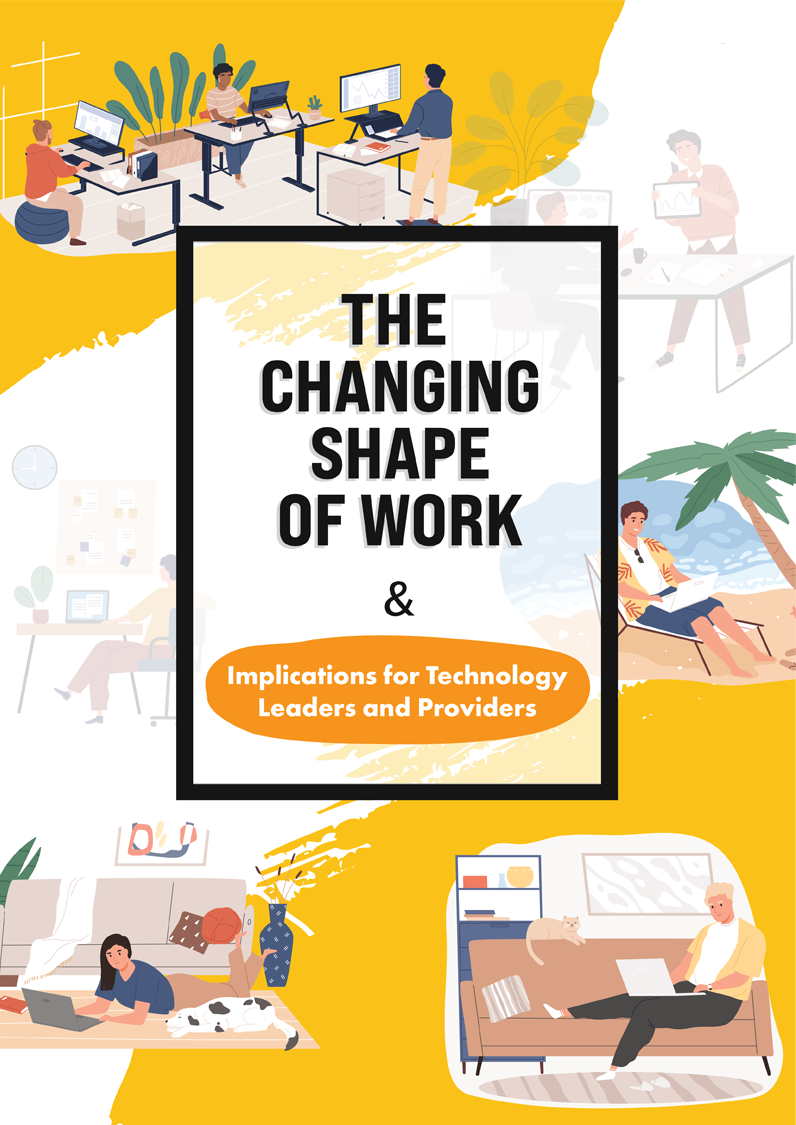 THE
CHANGING
SHAPE
OF WORK
&
Implications for Technology
Leaders and Providers